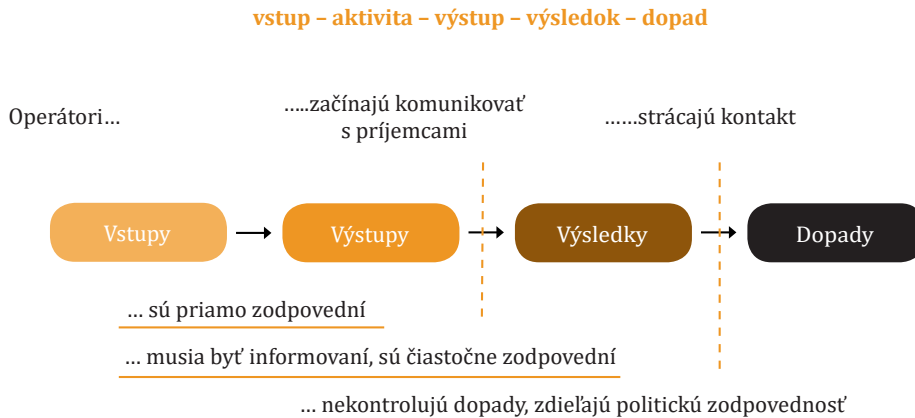 vstup – aktivita – výstup – výsledok – dopad
Operátori…
…..začínajú komunikovať
s príjemcami
……strácajú kontakt
Vstupy
Výstupy
Výsledky
Dopady
… sú priamo zodpovední
… musia byť informovaní, sú čiastočne zodpovední
… nekontrolujú dopady, zdieľajú politickú zodpovednosť